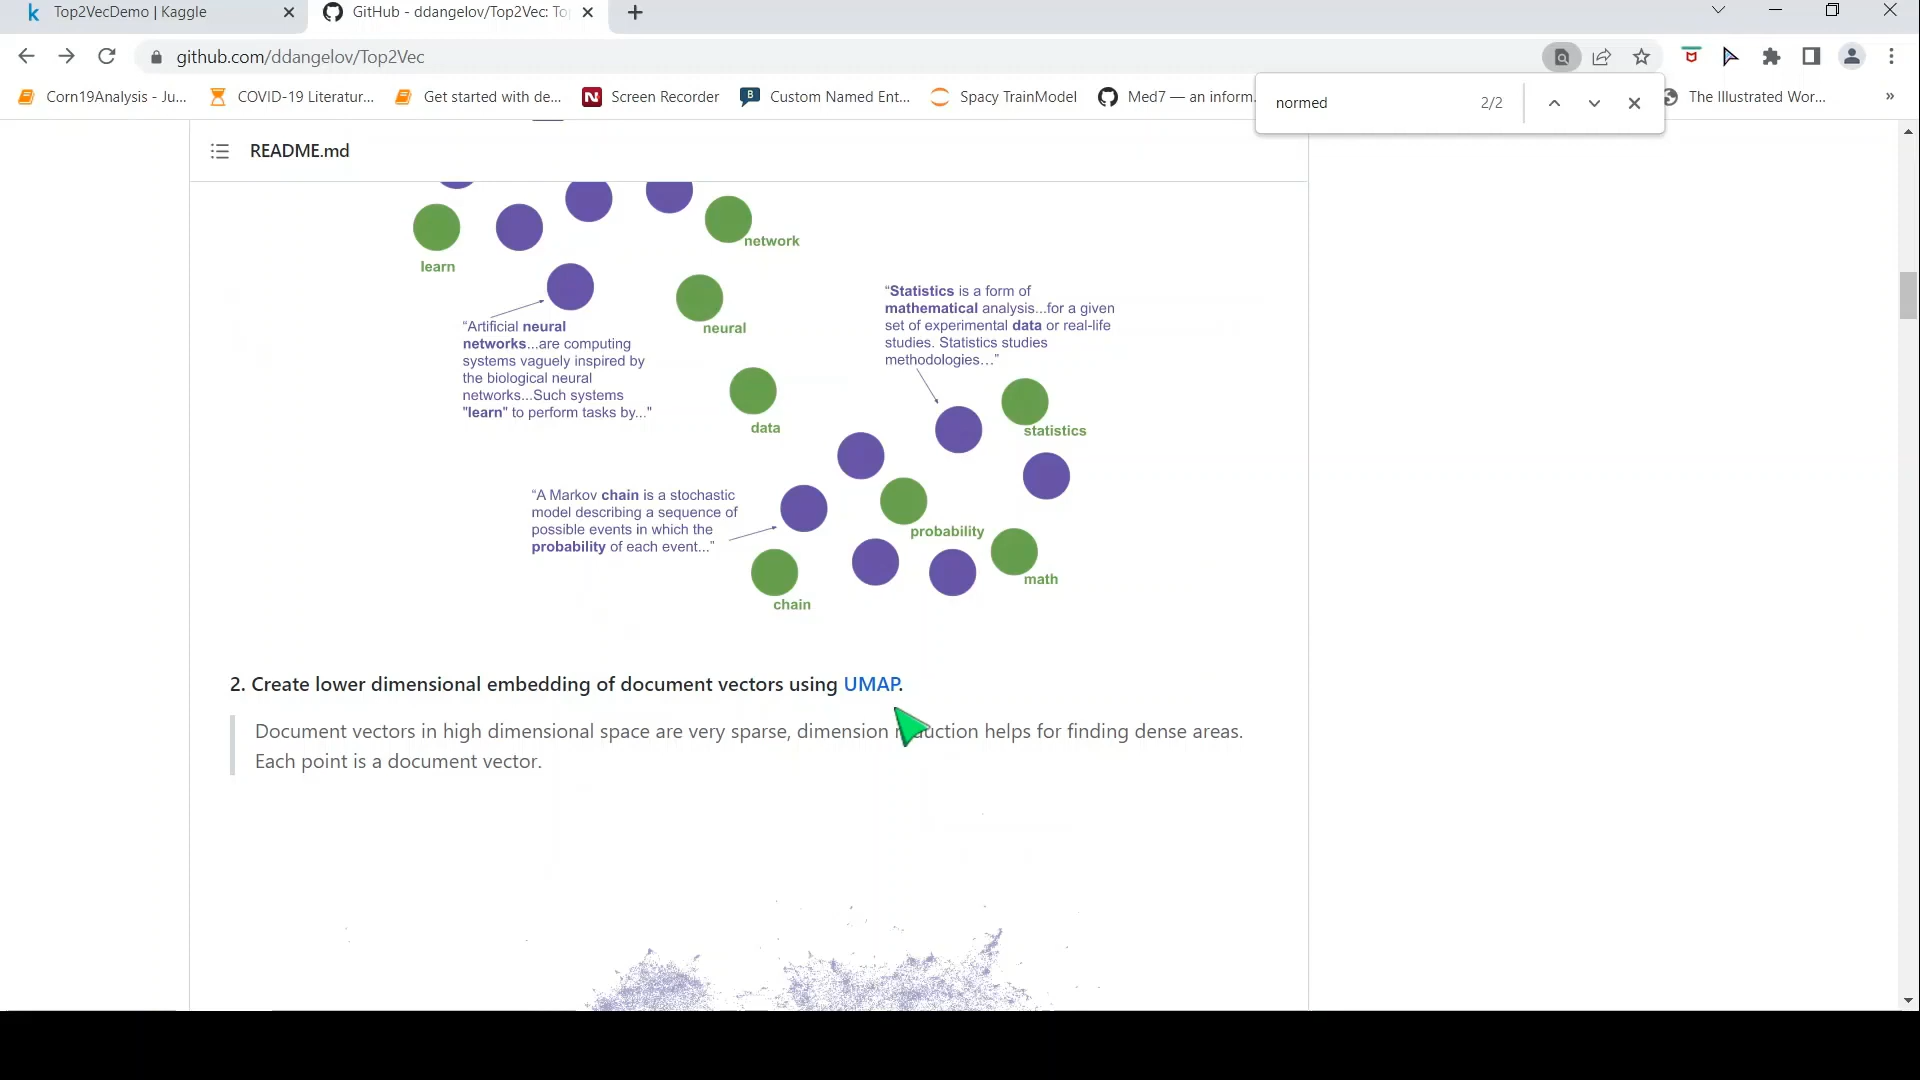 Top2VecDemo | Kaggle
GitHub - ddangelov/Top2Vec: To
github.com/ddangelov/Top2Vec
Corn19Analysis - Ju...
COVID-19 Literatur...
Get started with de...
Screen Recorder
Custom Named Ent...
Spacy TrainModel
Med7 — an inform.
The Illustrated Wor...
»
normed
2/2
README.md
network
learn
neural
"Artificial neural
networks...are computing
systems vaguely inspired by
the biological neural
networks...Such systems
"learn" to perform tasks by..."
"Statistics is a form of
mathematical analysis...for a given
set of experimental data or real-life
studies. Statistics studies
methodologies..."
data
statistics
"A Markov chain is a stochastic
model describing a sequence of
possible events in which the
probability of each event..."
probability
math
chain
2. Create lower dimensional embedding of document vectors using UMAP.
Document vectors in high dimensional space are very sparse, dimension reduction helps for finding dense areas.
Each point is a document vector.